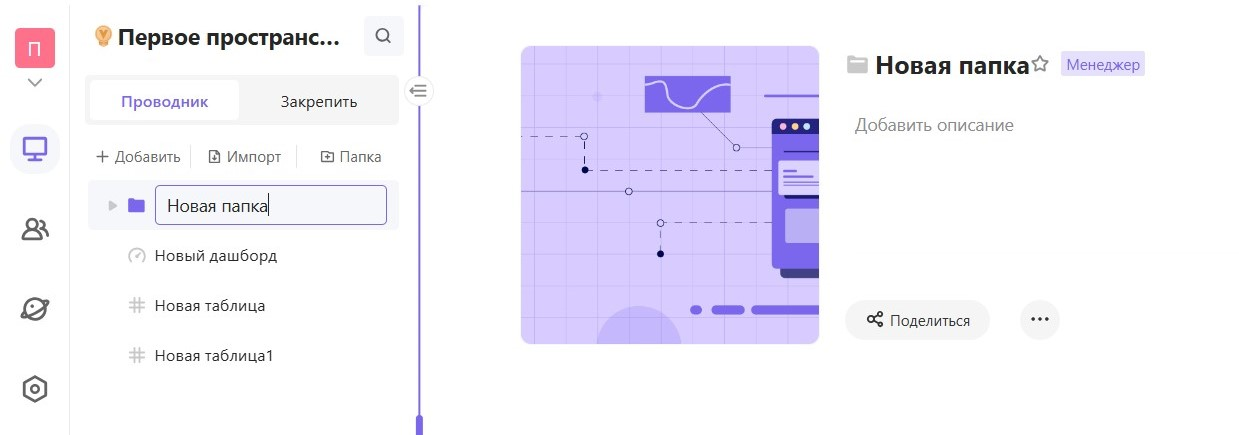 П
Первое пространс...
Проводник
Закрепить
Добавить
Импорт
Папка
Новая папка
Новый дашборд
Новая таблица
Новая таблица1
Новая папка
Менеджер
Добавить описание
Поделиться